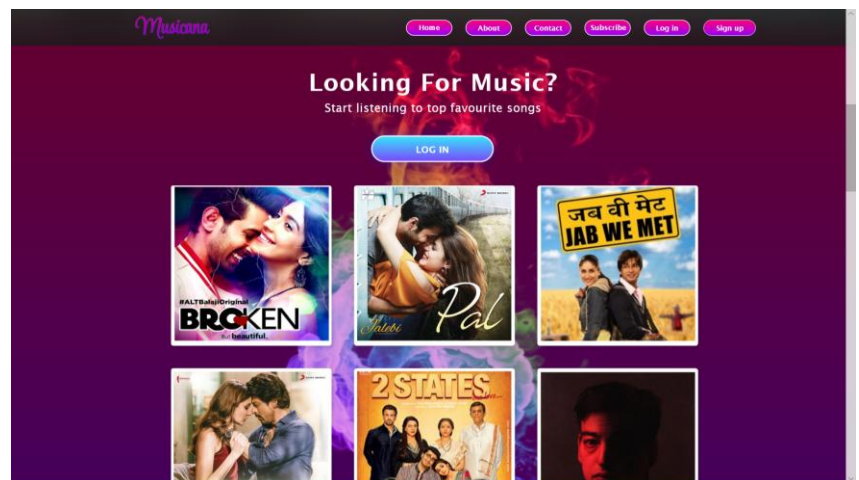 Musicana
Home
About
Contact
Subscribe
Log in
Sign up
Looking For Music?
Start listening to top favourite songs
LOG IN
#ALTBalajiOriginal
BROKEN
But beautiful.
Jalebi
Pal
जब वी मेट
JAB WE MET
2 STATES